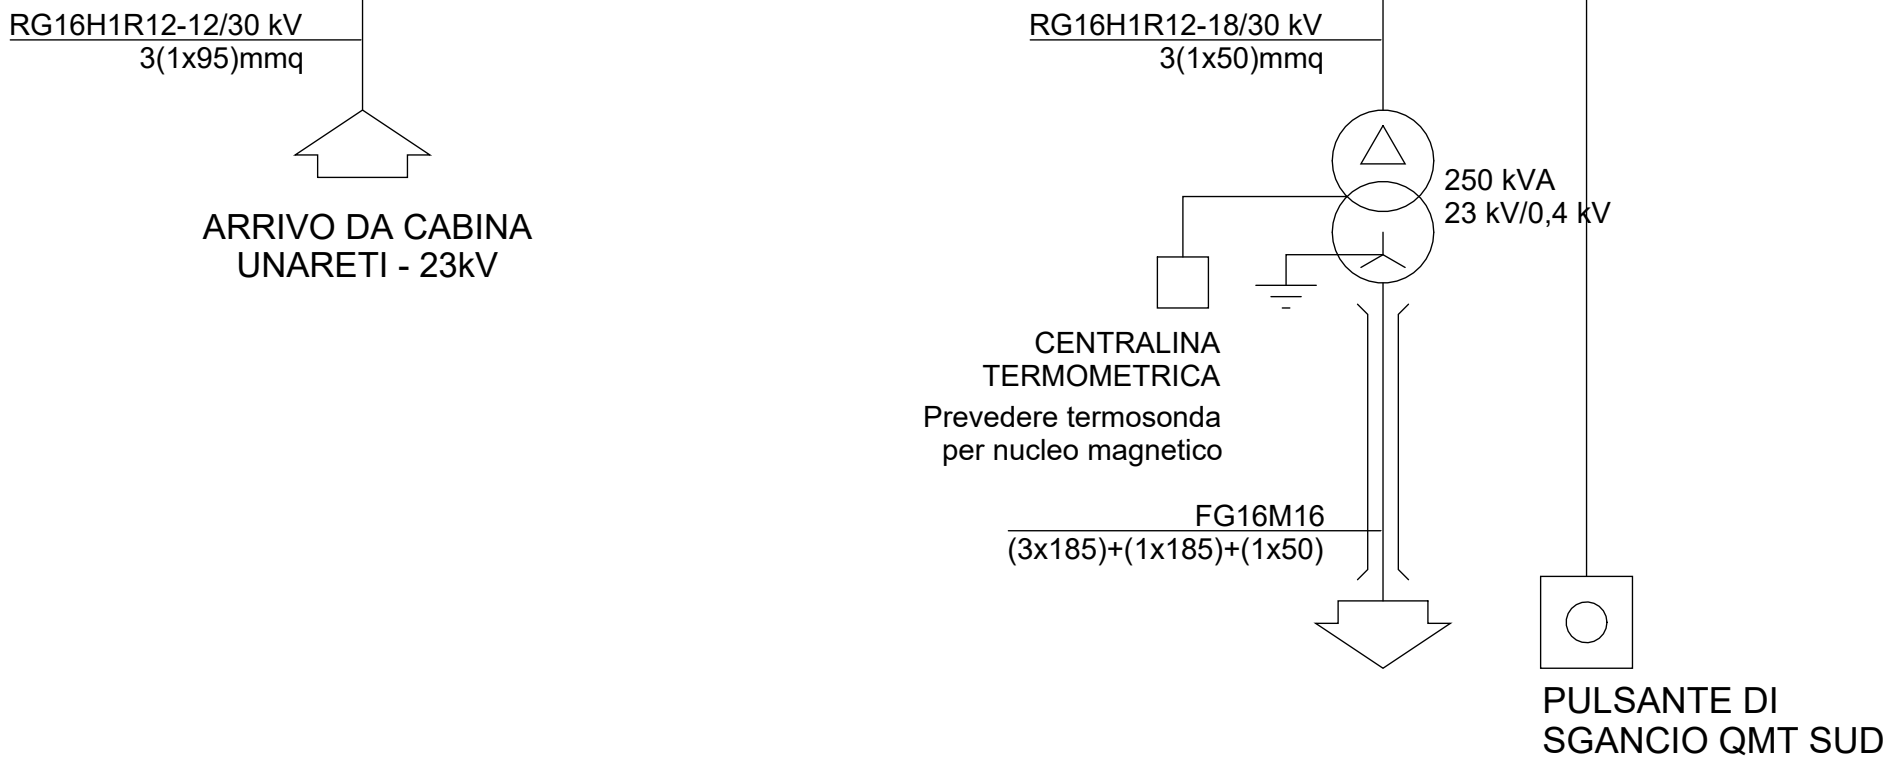 RG16H1R12-12/30 kV
3(1x95)mmq
ARRIVO DA CABINA
UNARETI - 23kV
RG16H1R12-18/30 kV
3(1x50)mmq
250 kVA
23 kV/0,4 kV
CENTRALINA
TERMOMETRICA
Prevedere termosonda
per nucleo magnetico
FG16M16
(3x185)+(1x185)+(1x50)
PULSANTE DI
SGANCIO QMT SUD